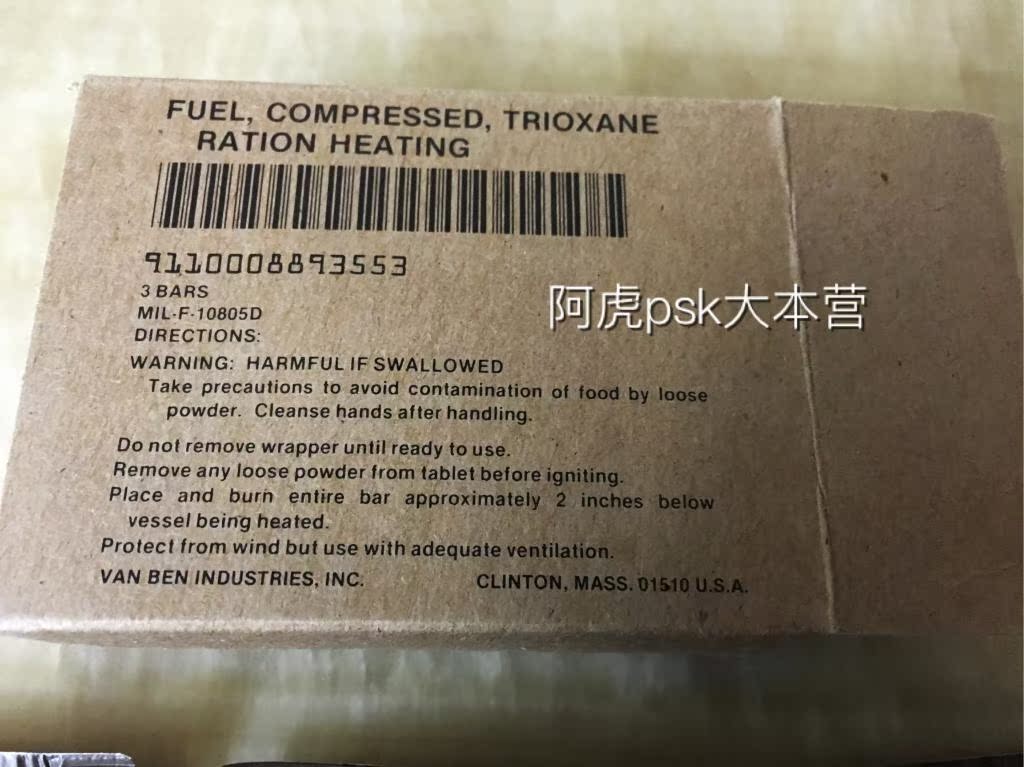 FUEL, COMPRESSED, TRIOXANE
RATION HEATING
9110008893553
3 BARS
MIL-F-10805D
阿虎psk大本营
DIRECTIONS:
WARNING: HARMFUL IF SWALLOWED
Take precautions to avoid contamination of food by loose
powder. Cleanse hands after handling.
Do not remove wrapper until ready to use.
Remove any loose powder from tablet before igniting.
Place and burn entire bar approximately 2 inches below
vessel being heated.
Protect from wind but use with adequate ventilation.
VAN BEN INDUSTRIES, INC. CLINTON, MASS. 01510 U.S.A.